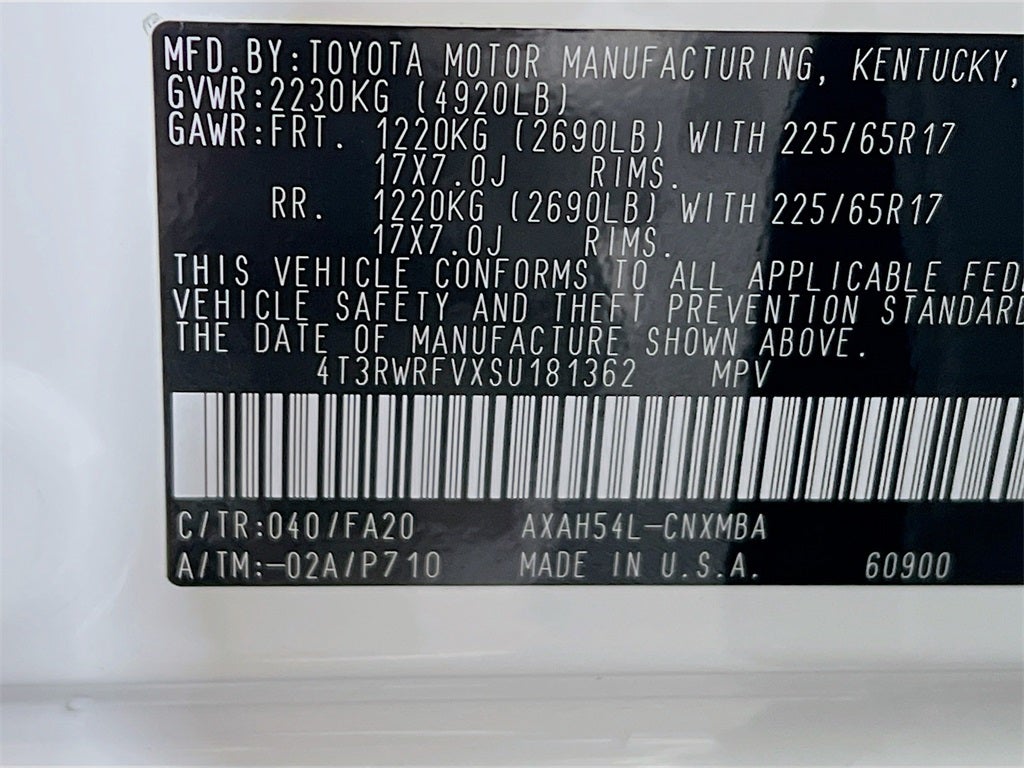 MFD.BY:TOYOTA MOTOR MANUFACTURING, KENTUCKY,
GVWR:2230KG (4920LB)
GAWR:FRT. 1220KG (2690LB) WITH 225/65R17
17X7.0J RIMS.
RR. 1220KG (2690LB) WITH 225/65R17
17X7.0J RIMS.
THIS VEHICLE CONFORMS TO ALL APPLICABLE FEDE
VEHICLE SAFETY AND THEFT PREVENTION STANDARD
THE DATE OF MANUFACTURE SHOWN ABOVE.
4T3RWRFVXSU181362 MPV
C/TR:040/FA20 AXAH54L-CNXMBA
A/TM:-02A/P710 MADE IN U.S.A. 60900